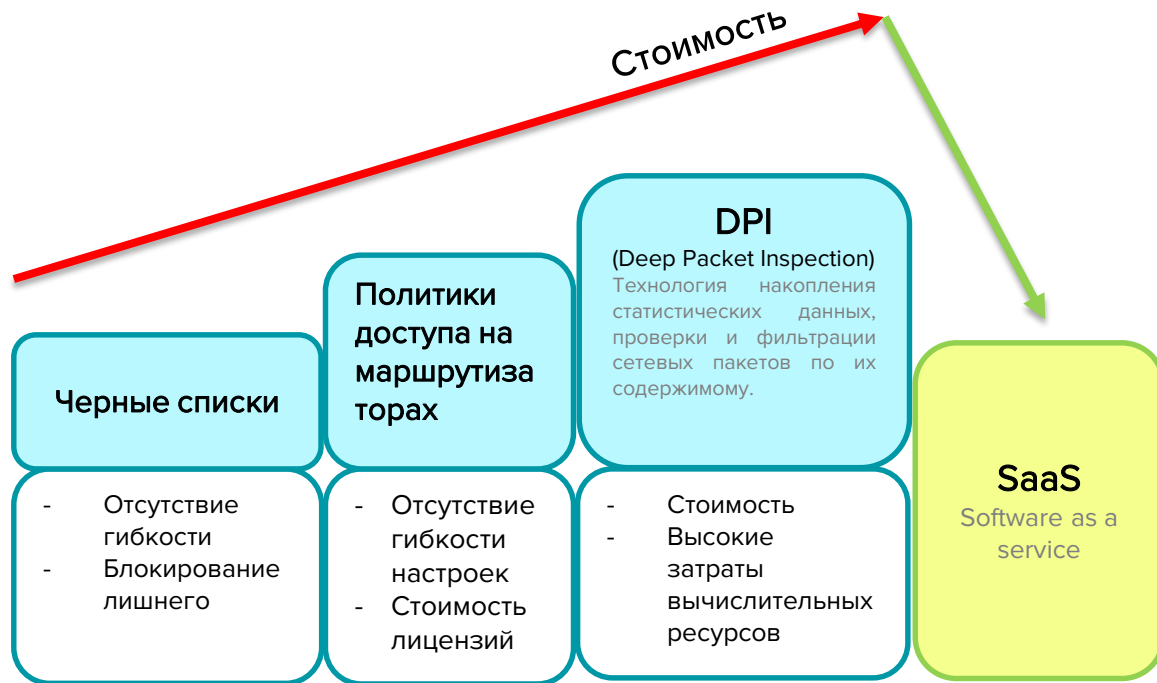 Стоимость
Черные списки
- Отсутствие
гибкости
- Блокирование
лишнего
Политики
доступа на
маршрутиза
торах
- Отсутствие
гибкости
настроек
- Стоимость
лицензий
DPI
(Deep Packet Inspection)
Технология накопления
статистических данных,
проверки и фильтрации
сетевых пакетов по их
содержимому.
- Стоимость
- Высокие
затраты
вычислительных
ресурсов
SaaS
Software as a
service